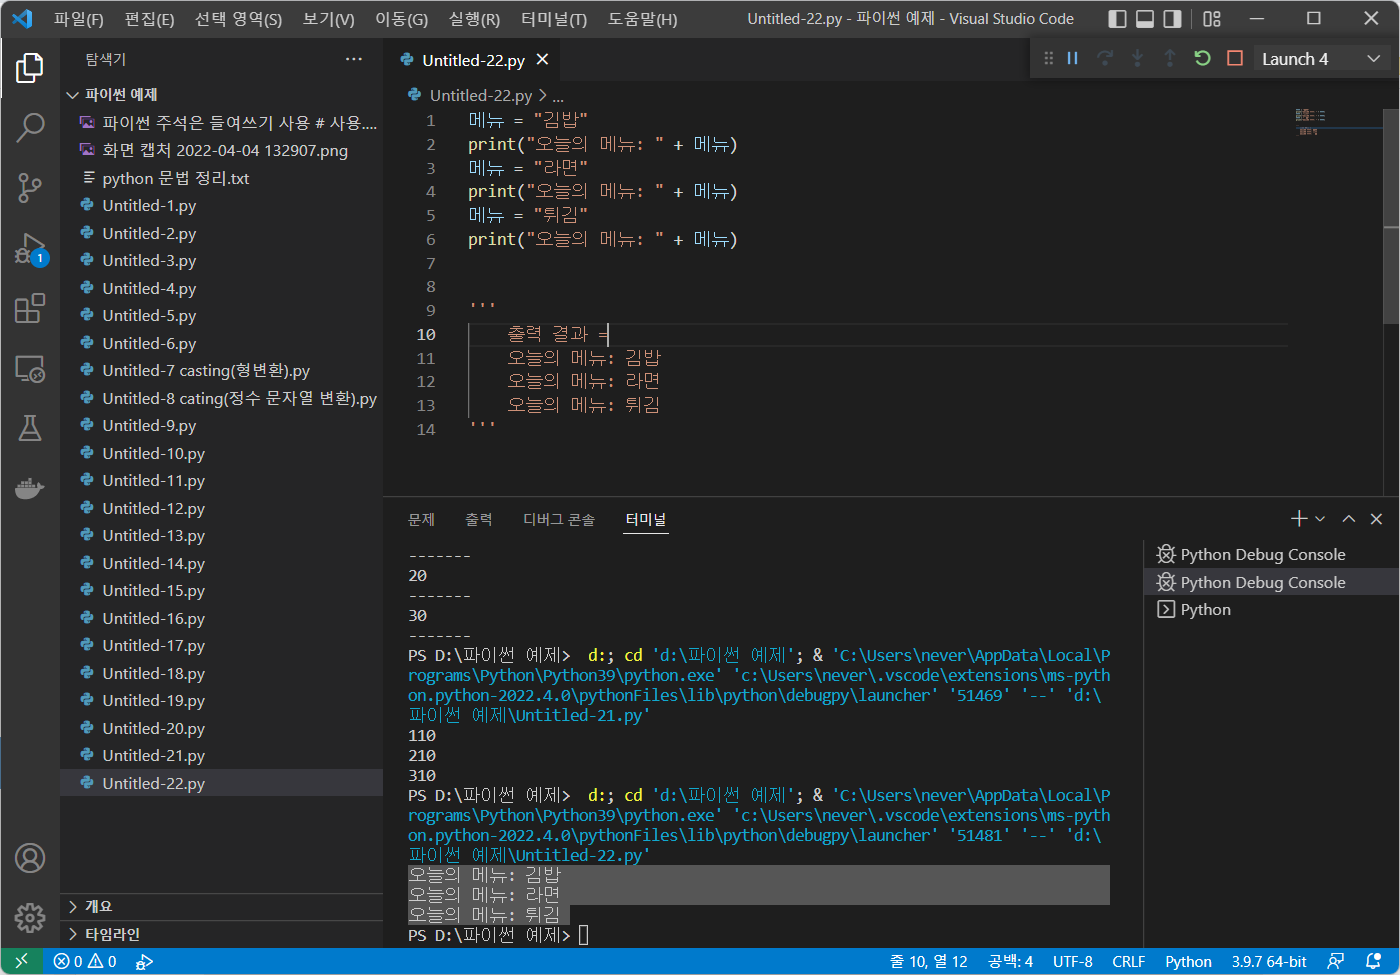 파일(F) 편집(E) 선택 영역(S) 보기(V) 이동(G) 실행(R) 터미널(T) 도움말(H) Untitled-22.py - 파이썬 예제 - Visual Studio Code
탐색기 ...
Untitled-22.py
Launch 4
파이썬 예제
파이썬 주석은 들여쓰기 사용 # 사용....
화면 캡처 2022-04-04 132907.png
python 문법 정리.txt
Untitled-1.py
Untitled-2.py
Untitled-3.py
Untitled-4.py
Untitled-5.py
Untitled-6.py
Untitled-7 casting(형변환).py
Untitled-8 cating(정수 문자열 변환).py
Untitled-9.py
Untitled-10.py
Untitled-11.py
Untitled-12.py
Untitled-13.py
Untitled-14.py
Untitled-15.py
Untitled-16.py
Untitled-17.py
Untitled-18.py
Untitled-19.py
Untitled-20.py
Untitled-21.py
Untitled-22.py
개요
타임라인
1
Untitled-22.py > ...
1 메뉴 = "김밥"
2 print("오늘의 메뉴: " + 메뉴)
3 메뉴 = "라면"
4 print("오늘의 메뉴: " + 메뉴)
5 메뉴 = "튀김"
6 print("오늘의 메뉴: " + 메뉴)
7
8
9 '''
10 출력 결과 =
11 오늘의 메뉴: 김밥
12 오늘의 메뉴: 라면
13 오늘의 메뉴: 튀김
14 '''
문제 출력 디버그 콘솔 터미널
-------
20
-------
30
-------
PS D:\파이썬 예제>  d:; cd 'd:\파이썬 예제'; & 'C:\Users\never\AppData\Local\P
rograms\Python\Python39\python.exe' 'c:\Users\never\.vscode\extensions\ms-pyth
on.python-2022.4.0\pythonFiles\lib\python\debugpy\launcher' '51469' '--' 'd:\
파이썬 예제\Untitled-21.py'
110
210
310
PS D:\파이썬 예제>  d:; cd 'd:\파이썬 예제'; & 'C:\Users\never\AppData\Local\P
rograms\Python\Python39\python.exe' 'c:\Users\never\.vscode\extensions\ms-pyth
on.python-2022.4.0\pythonFiles\lib\python\debugpy\launcher' '51481' '--' 'd:\
파이썬 예제\Untitled-22.py'
오늘의 메뉴: 김밥
오늘의 메뉴: 라면
오늘의 메뉴: 튀김
PS D:\파이썬 예제>
Python Debug Console
Python Debug Console
Python
0 0 줄 10, 열 12 공백: 4 UTF-8 CRLF Python 3.9.7 64-bit